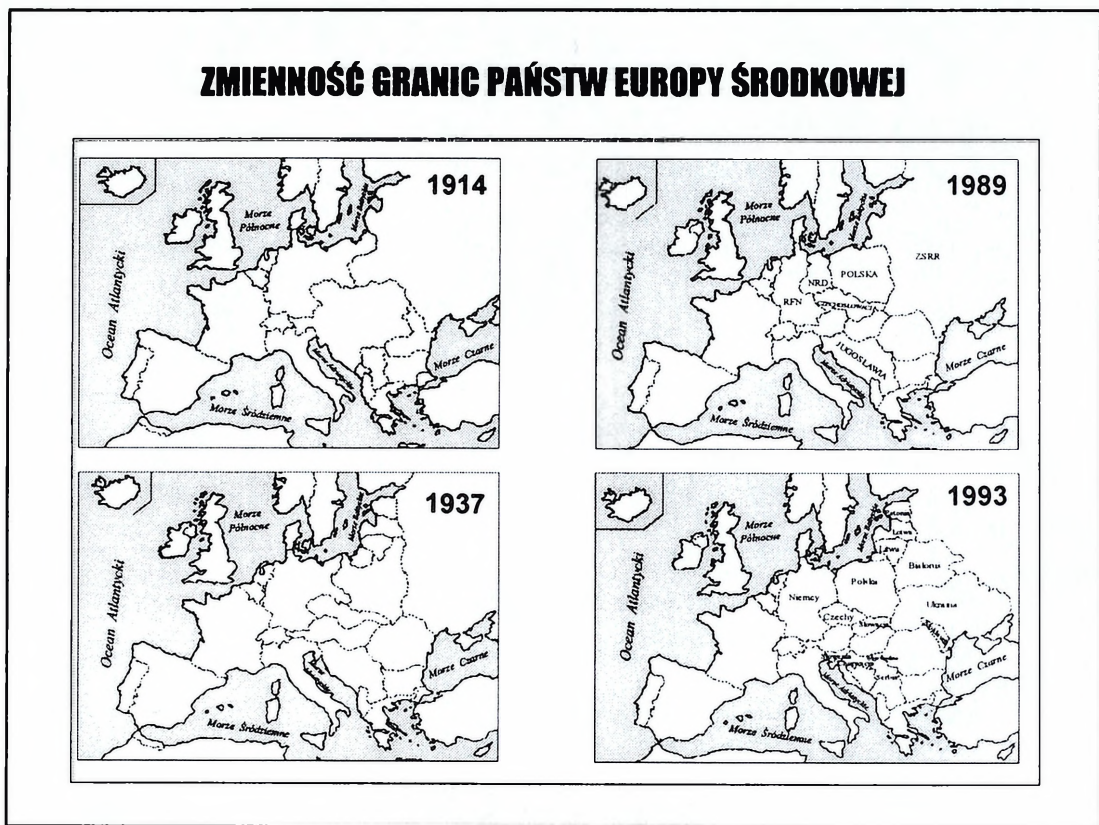 ZMIENNOŚĆ GRANIC PAŃSTW EUROPY ŚRODKOWEJ
1914
Morze
Północne
Ocean Atlantycki
Morze Czarne
Morze Śródziemne
1989
Morze
Północne
ZSRR
POLSKA
NRD
RFN
Ocean Atlantycki
JUGOSŁAWIA
Morze Czarne
Morze Śródziemne
1937
Morze
Północne
Ocean Atlantycki
Morze Czarne
Morze Śródziemne
1993
Morze
Północne
Łotwa
Litwa
Białoruś
Polska
Niemcy
Ukraina
Czechy
Ocean Atlantycki
Morze Czarne
Morze Śródziemne